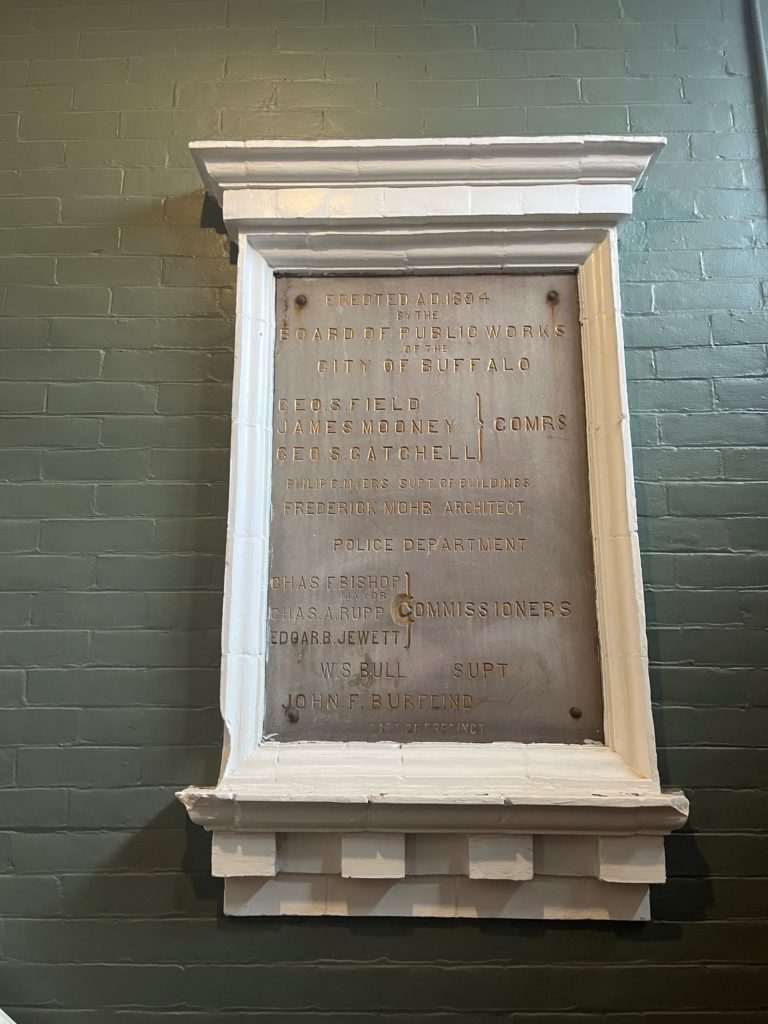 ERECTED A.D. 1894
BY THE
BOARD OF PUBLIC WORKS
OF THE
CITY OF BUFFALO
GEO. S. FIELD
JAMES MOONEY } COMRS
GEO. S. GATCHELL
PHILIP C. MYERS. SUPT. OF BUILDINGS
FREDERICK MOHR ARCHITECT.
POLICE DEPARTMENT
CHAS. F. BISHOP
MAYOR
CHAS. A. RUPP } COMMISSIONERS
EDGAR. B. JEWETT
W. S. BULL SUPT
JOHN F. BURFEIND
CAPT. OF PRECINCT